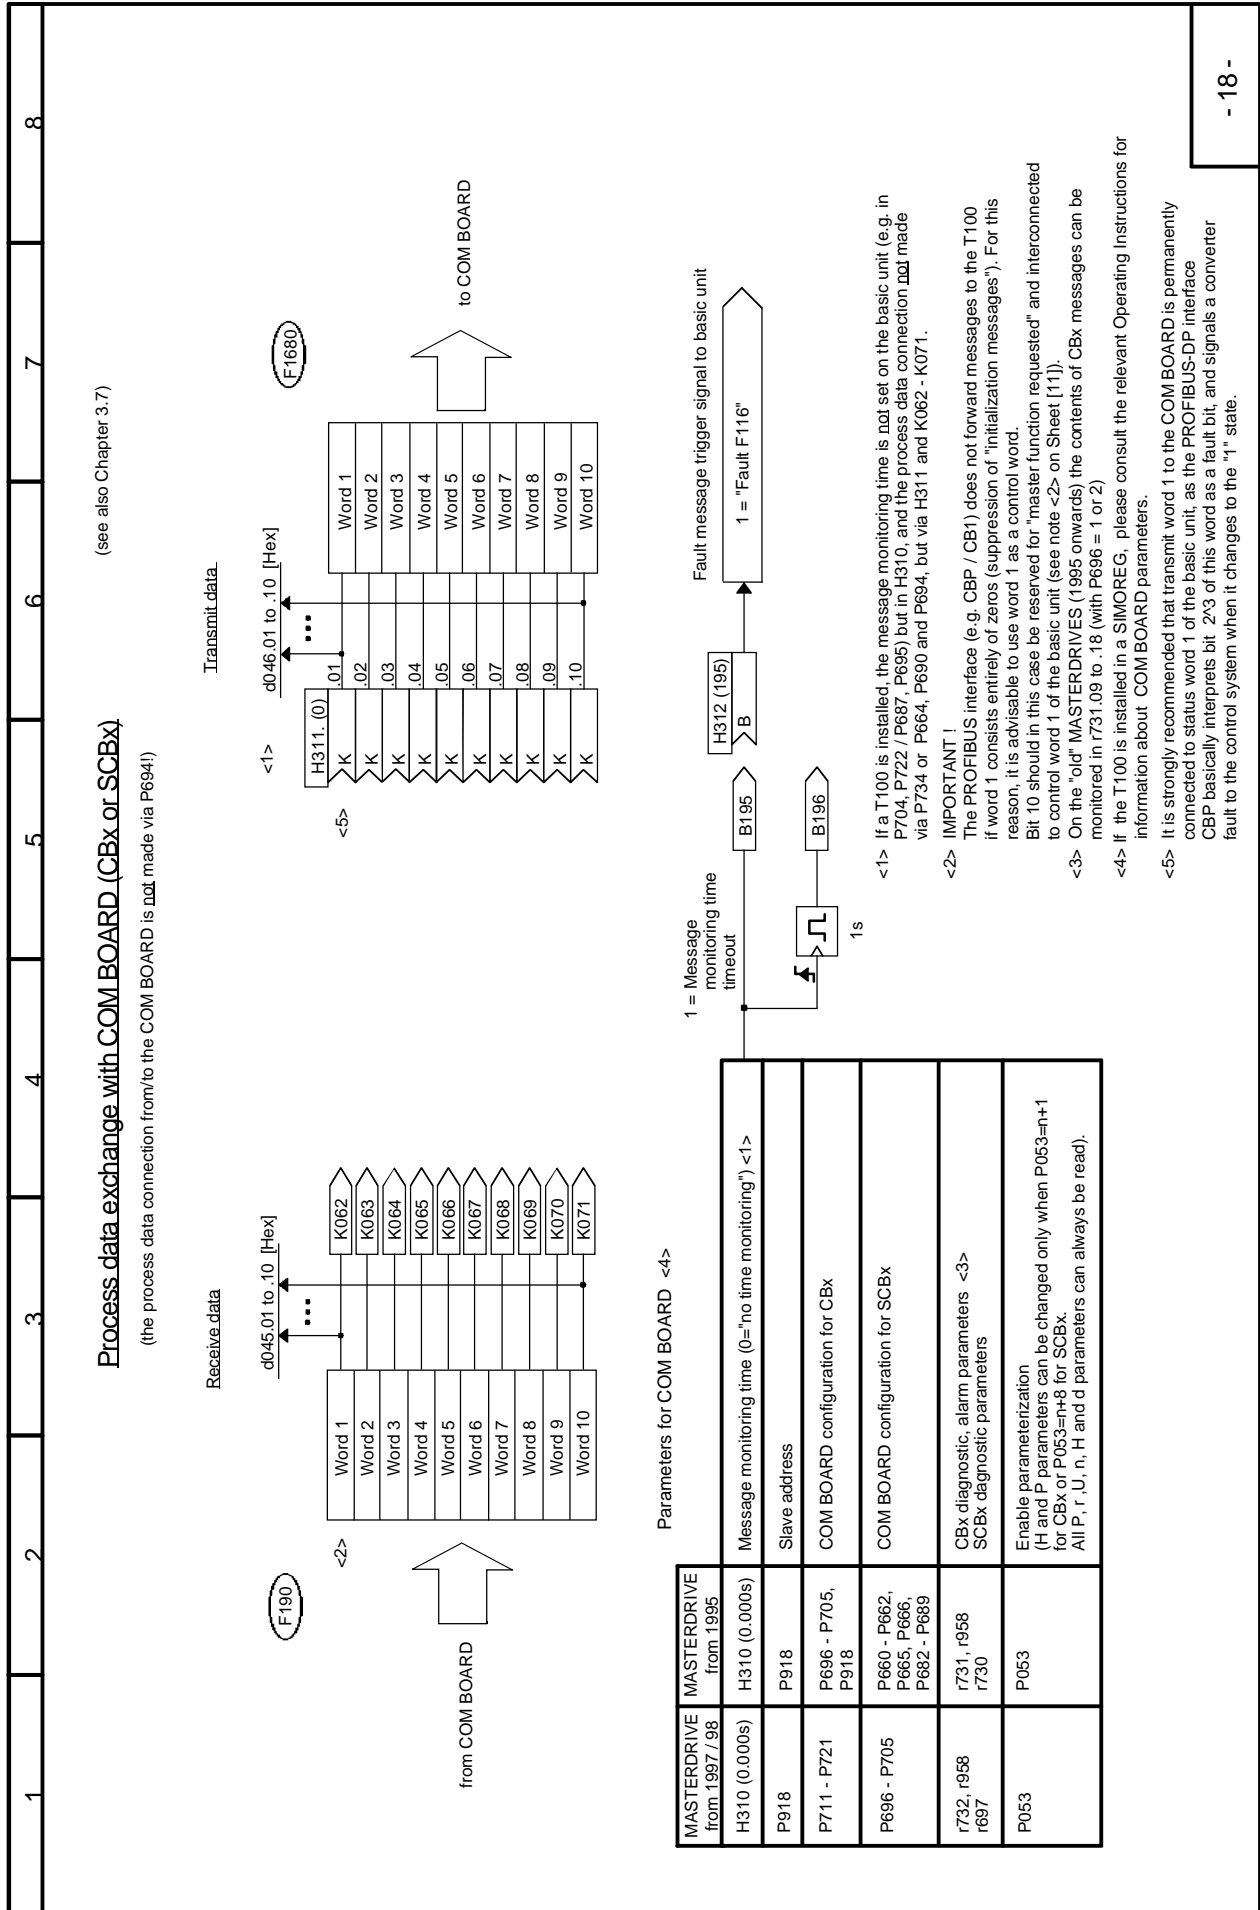 1 2 3 4 5 6 7 8
Process data exchange with COM BOARD (CBx or SCBx)
(see also Chapter 3.7)
(the process data connection from/to the COM BOARD is not made via P694!)
Receive data
Transmit data
F190
d045.01 to .10 [Hex]
<1>
d046.01 to .10 [Hex]
F1680
<2>
<5>
H311. (0)
from COM BOARD
to COM BOARD
Word 1 K062 K .01 Word 1
Word 2 K063 K .02 Word 2
Word 3 K064 K .03 Word 3
Word 4 K065 K .04 Word 4
Word 5 K066 K .05 Word 5
Word 6 K067 K .06 Word 6
Word 7 K068 K .07 Word 7
Word 8 K069 K .08 Word 8
Word 9 K070 K .09 Word 9
Word 10 K071 K .10 Word 10
Parameters for COM BOARD <4>
MASTERDRIVE from 1997 / 98
MASTERDRIVE from 1995
H310 (0.000s) H310 (0.000s) Message monitoring time (0="no time monitoring") <1>
P918 P918 Slave address
P711 - P721 P696 - P705, COM BOARD configuration for CBx
P918
P696 - P705 P660 - P662, COM BOARD configuration for SCBx
P665, P666,
P682 - P689
r732, r958 r731, r958 CBx diagnostic, alarm parameters <3>
r697 r730 SCBx dagnostic parameters
P053 P053 Enable parameterization
(H and P parameters can be changed only when P053=n+1
for CBx or P053=n+8 for SCBx.
All P, r ,U, n, H and d parameters can always be read).
1 = Message
monitoring time
timeout
B195
B196
1s
H312 (195)
B
Fault message trigger signal to basic unit
1 = "Fault F116"
<1> If a T100 is installed, the message monitoring time is not set on the basic unit (e.g. in
P704, P722 / P687, P695) but in H310, and the process data connection not made
via P734 or P664, P690 and P694, but via H311 and K062 - K071.
<2> IMPORTANT !
The PROFIBUS interface (e.g. CBP / CB1) does not forward messages to the T100
if word 1 consists entirely of zeros (suppression of "initialization messages"). For this
reason, it is advisable to use word 1 as a control word.
Bit 10 should in this case be reserved for "master function requested" and interconnected
to control word 1 of the basic unit (see note <2> on Sheet [11]).
<3> On the "old" MASTERDRIVES (1995 onwards) the contents of CBx messages can be
monitored in r731.09 to .18 (with P696 = 1 or 2)
<4> If the T100 is installed in a SIMOREG, please consult the relevant Operating Instructions for
information about COM BOARD parameters.
<5> It is strongly recommended that transmit word 1 to the COM BOARD is permanently
connected to status word 1 of the basic unit, as the PROFIBUS-DP interface
CBP basically interprets bit 2^3 of this word as a fault bit, and signals a converter
fault to the control system when it changes to the "1" state.
- 18 -